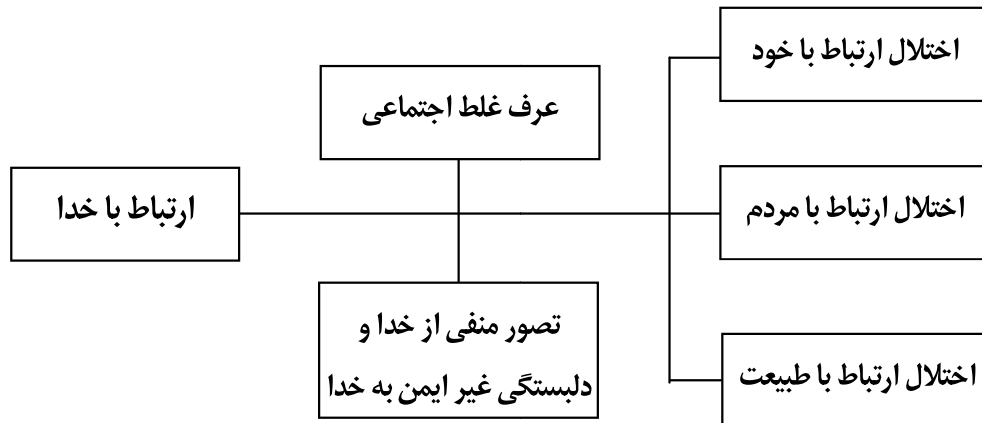 اختلال ارتباط با خود
عرف غلط اجتماعی
ارتباط با خدا
اختلال ارتباط با مردم
تصور منفی از خدا و
دلبستگی غیر ایمن به خدا
اختلال ارتباط با طبیعت